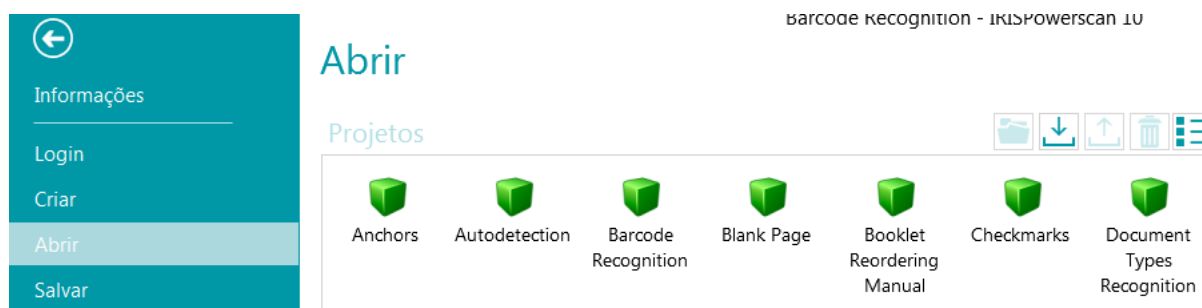 Barcode Recognition - IRISPowerscan 10
Abrir
Informações
Projetos
Login
Criar
Abrir
Salvar
Anchors
Autodetection
Barcode
Recognition
Blank Page
Booklet
Reordering
Manual
Checkmarks
Document
Types
Recognition